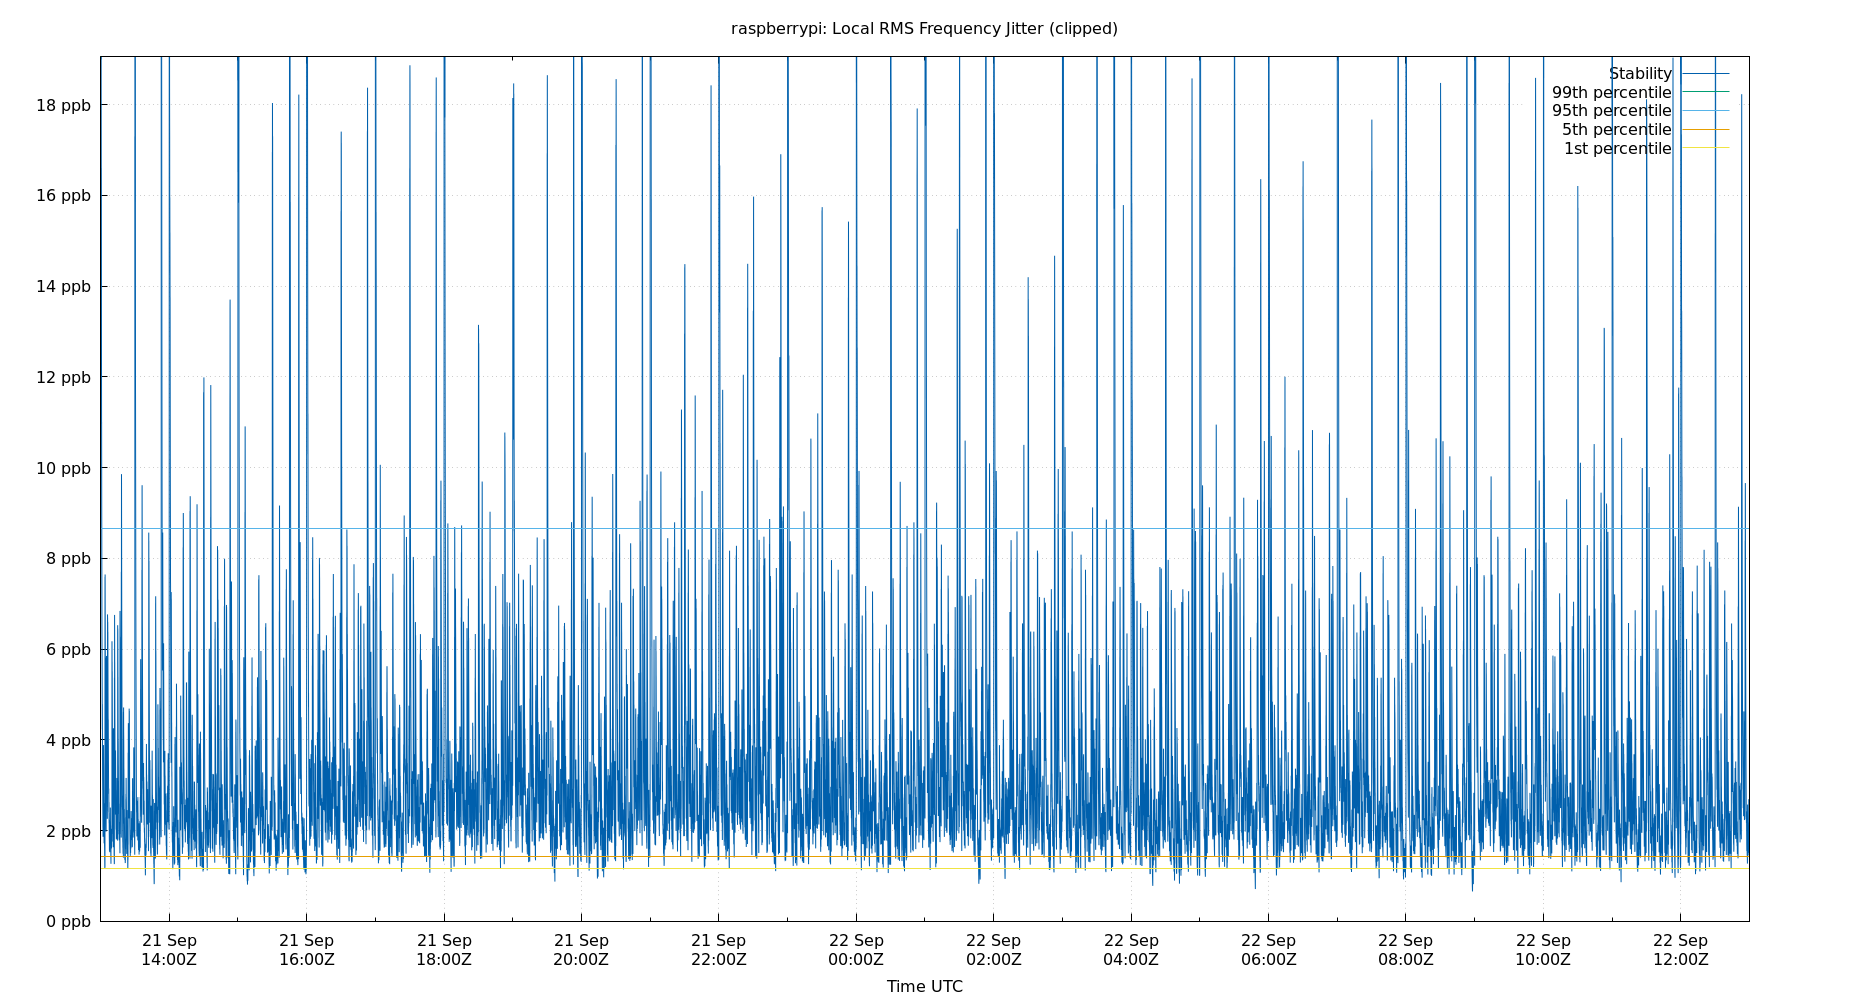 raspberrypi: Local RMS Frequency Jitter (clipped)
Stability
99th percentile
95th percentile
5th percentile
1st percentile
18 ppb
16 ppb
14 ppb
12 ppb
10 ppb
8 ppb
6 ppb
4 ppb
2 ppb
0 ppb
21 Sep 21 Sep 21 Sep 21 Sep 21 Sep 22 Sep 22 Sep 22 Sep 22 Sep 22 Sep 22 Sep 22 Sep
14:00Z 16:00Z 18:00Z 20:00Z 22:00Z 00:00Z 02:00Z 04:00Z 06:00Z 08:00Z 10:00Z 12:00Z
Time UTC